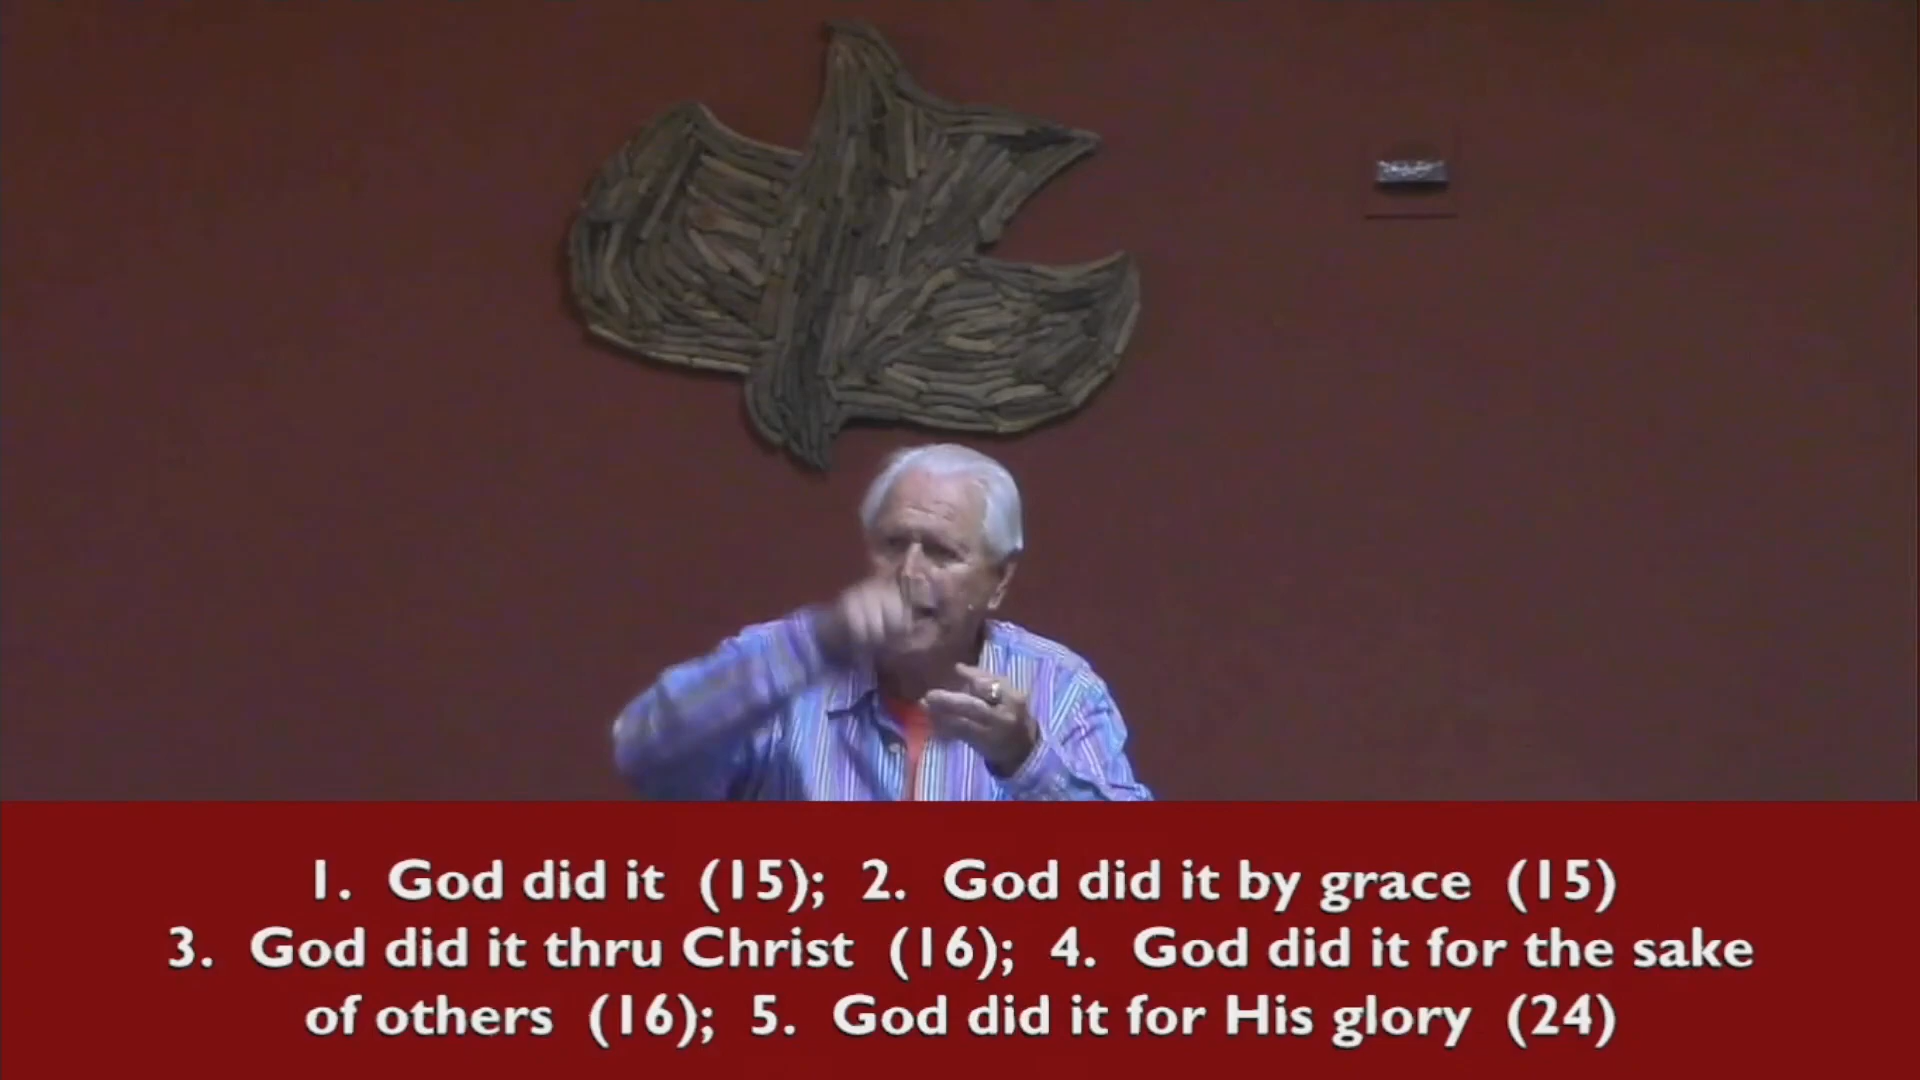 1. God did it (15); 2. God did it by grace (15)
3. God did it thru Christ (16); 4. God did it for the sake
of others (16); 5. God did it for His glory (24)